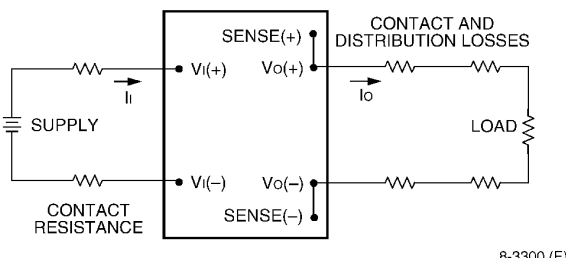 CONTACT AND
DISTRIBUTION LOSSES
SENSE(+)
VI(+)
VO(+)
II
IO
SUPPLY
LOAD
VI(–)
VO(–)
CONTACT
RESISTANCE
SENSE(–)
8-3300 (F)